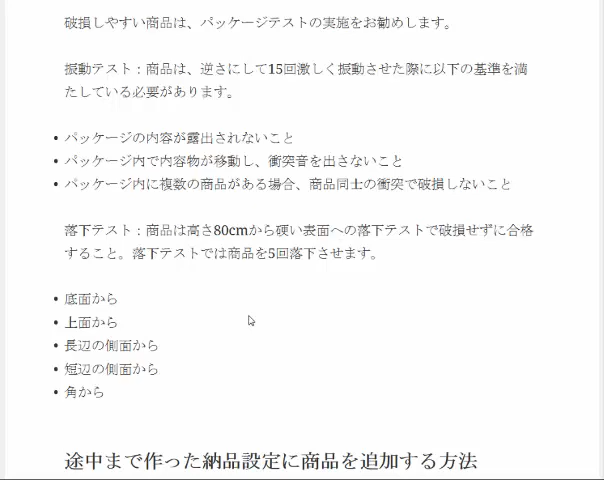 破損しやすい商品は、パッケージテストの実施をお勧めします。
振動テスト：商品は、逆さにして15回激しく振動させた際に以下の基準を満
たしている必要があります。
• パッケージの内容が露出されないこと
• パッケージ内で内容物が移動し、衝突音を出さないこと
• パッケージ内に複数の商品がある場合、商品同士の衝突で破損しないこと
落下テスト：商品は高さ80cmから硬い表面への落下テストで破損せずに合格
すること。落下テストでは商品を5回落下させます。
• 底面から
• 上面から
• 長辺の側面から
• 短辺の側面から
• 角から
途中まで作った納品設定に商品を追加する方法